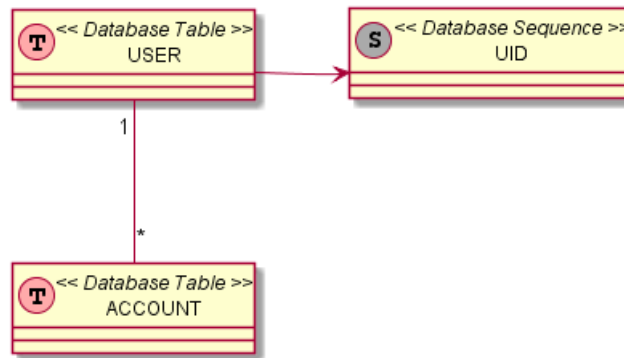 T << Database Table >>
USER
S << Database Sequence >>
UID
1
*
T << Database Table >>
ACCOUNT